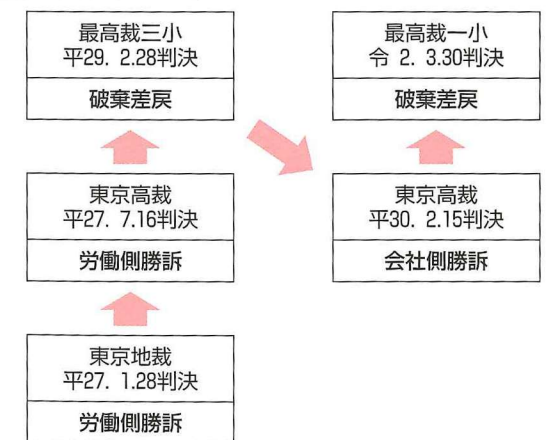 最高裁三小
平29. 2.28判決
破棄差戻
最高裁一小
令 2. 3.30判決
破棄差戻
東京高裁
平27. 7.16判決
労働側勝訴
東京高裁
平30. 2.15判決
会社側勝訴
東京地裁
平27. 1.28判決
労働側勝訴